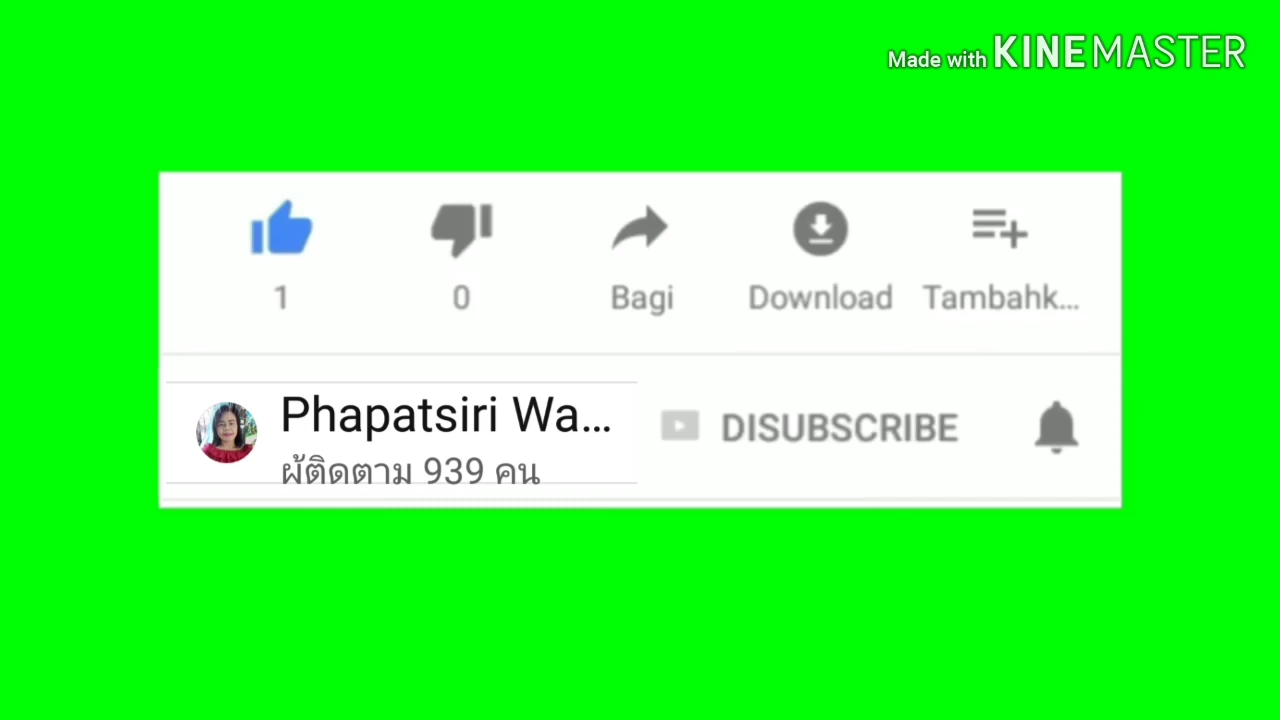 Made with KINEMASTER
1 0 Bagi Download Tambahk...
Phapatsiri Wa...
DISUBSCRIBE
ผู้ติดตาม 939 คน